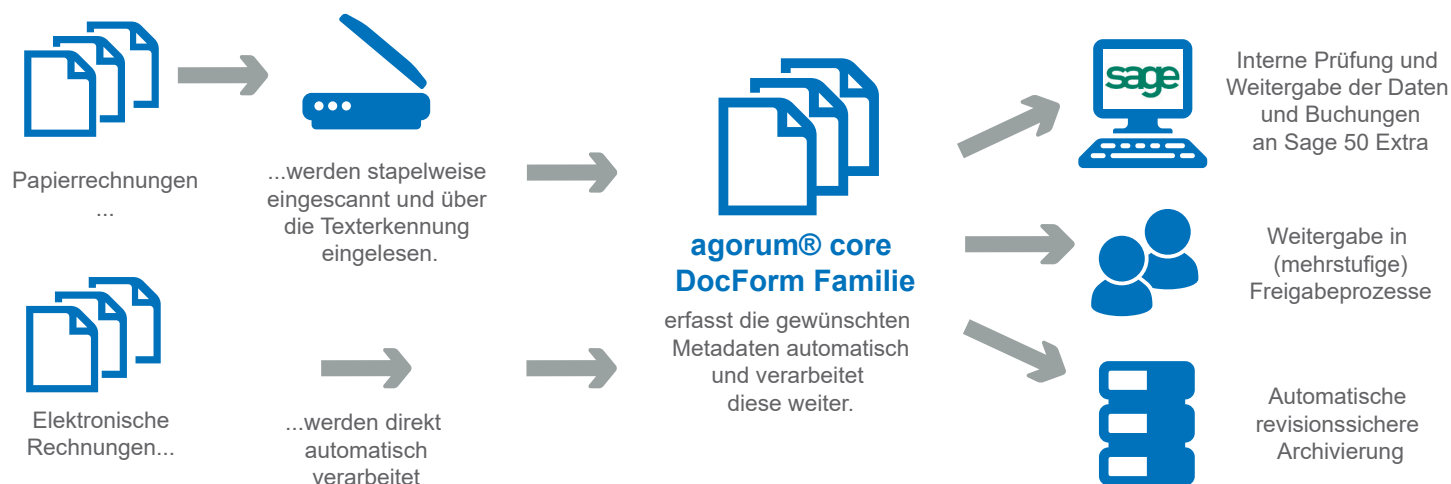 Papierrechnungen
...
...werden stapelweise
eingescannt und über
die Texterkennung
eingelesen.
Elektronische
Rechnungen...
...werden direkt
automatisch
verarbeitet
agorum® core
DocForm Familie
erfasst die gewünschten
Metadaten automatisch
und verarbeitet
diese weiter.
sage
Interne Prüfung und
Weitergabe der Daten
und Buchungen
an Sage 50 Extra
Weitergabe in
(mehrstufige)
Freigabeprozesse
Automatische
revisionssichere
Archivierung